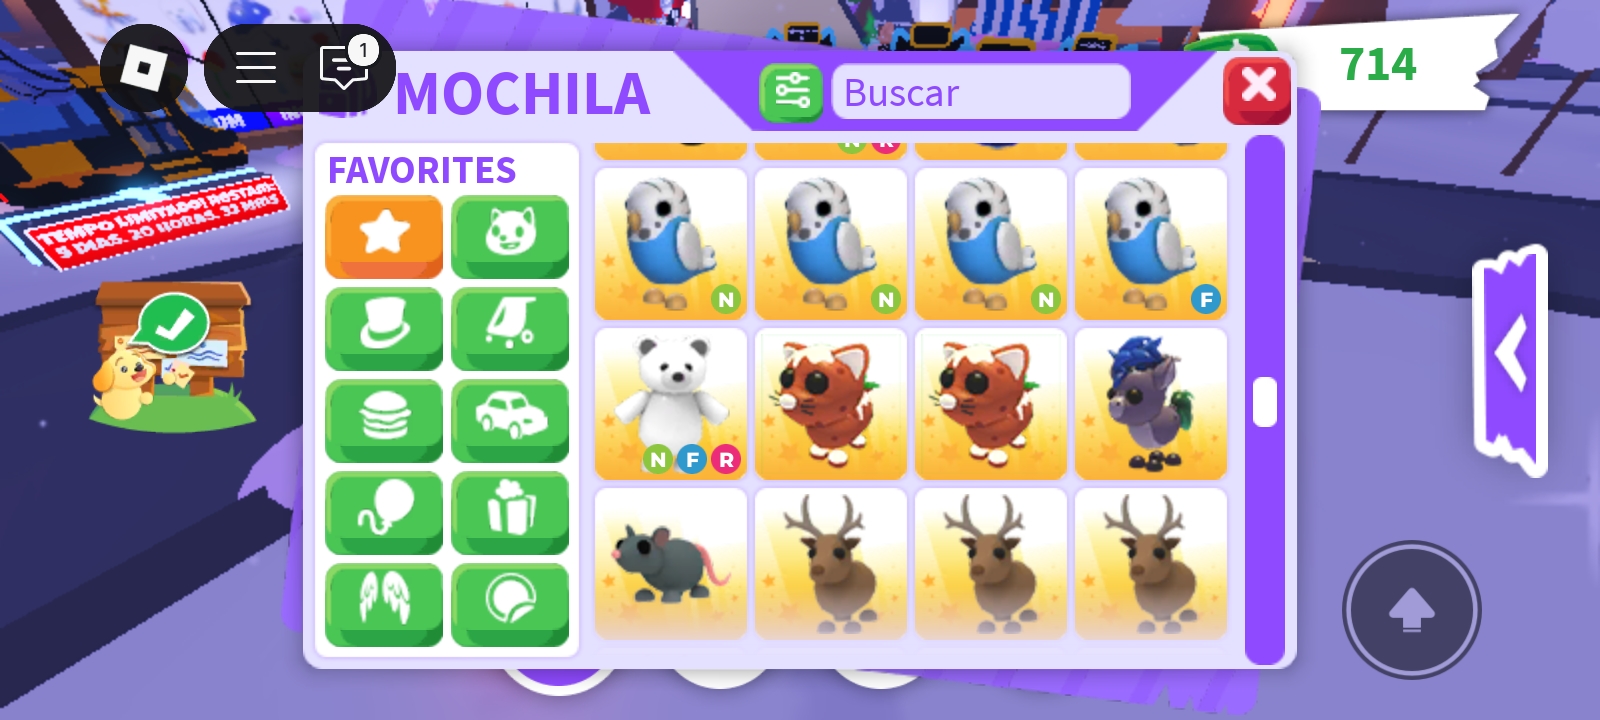 1
MOCHILA
Buscar
714
FAVORITES
N R
N
N
N
F
N F R
TEMPO LIMITADO! RESTAM:
5 DIAS, 20 HORAS, 33 MINS